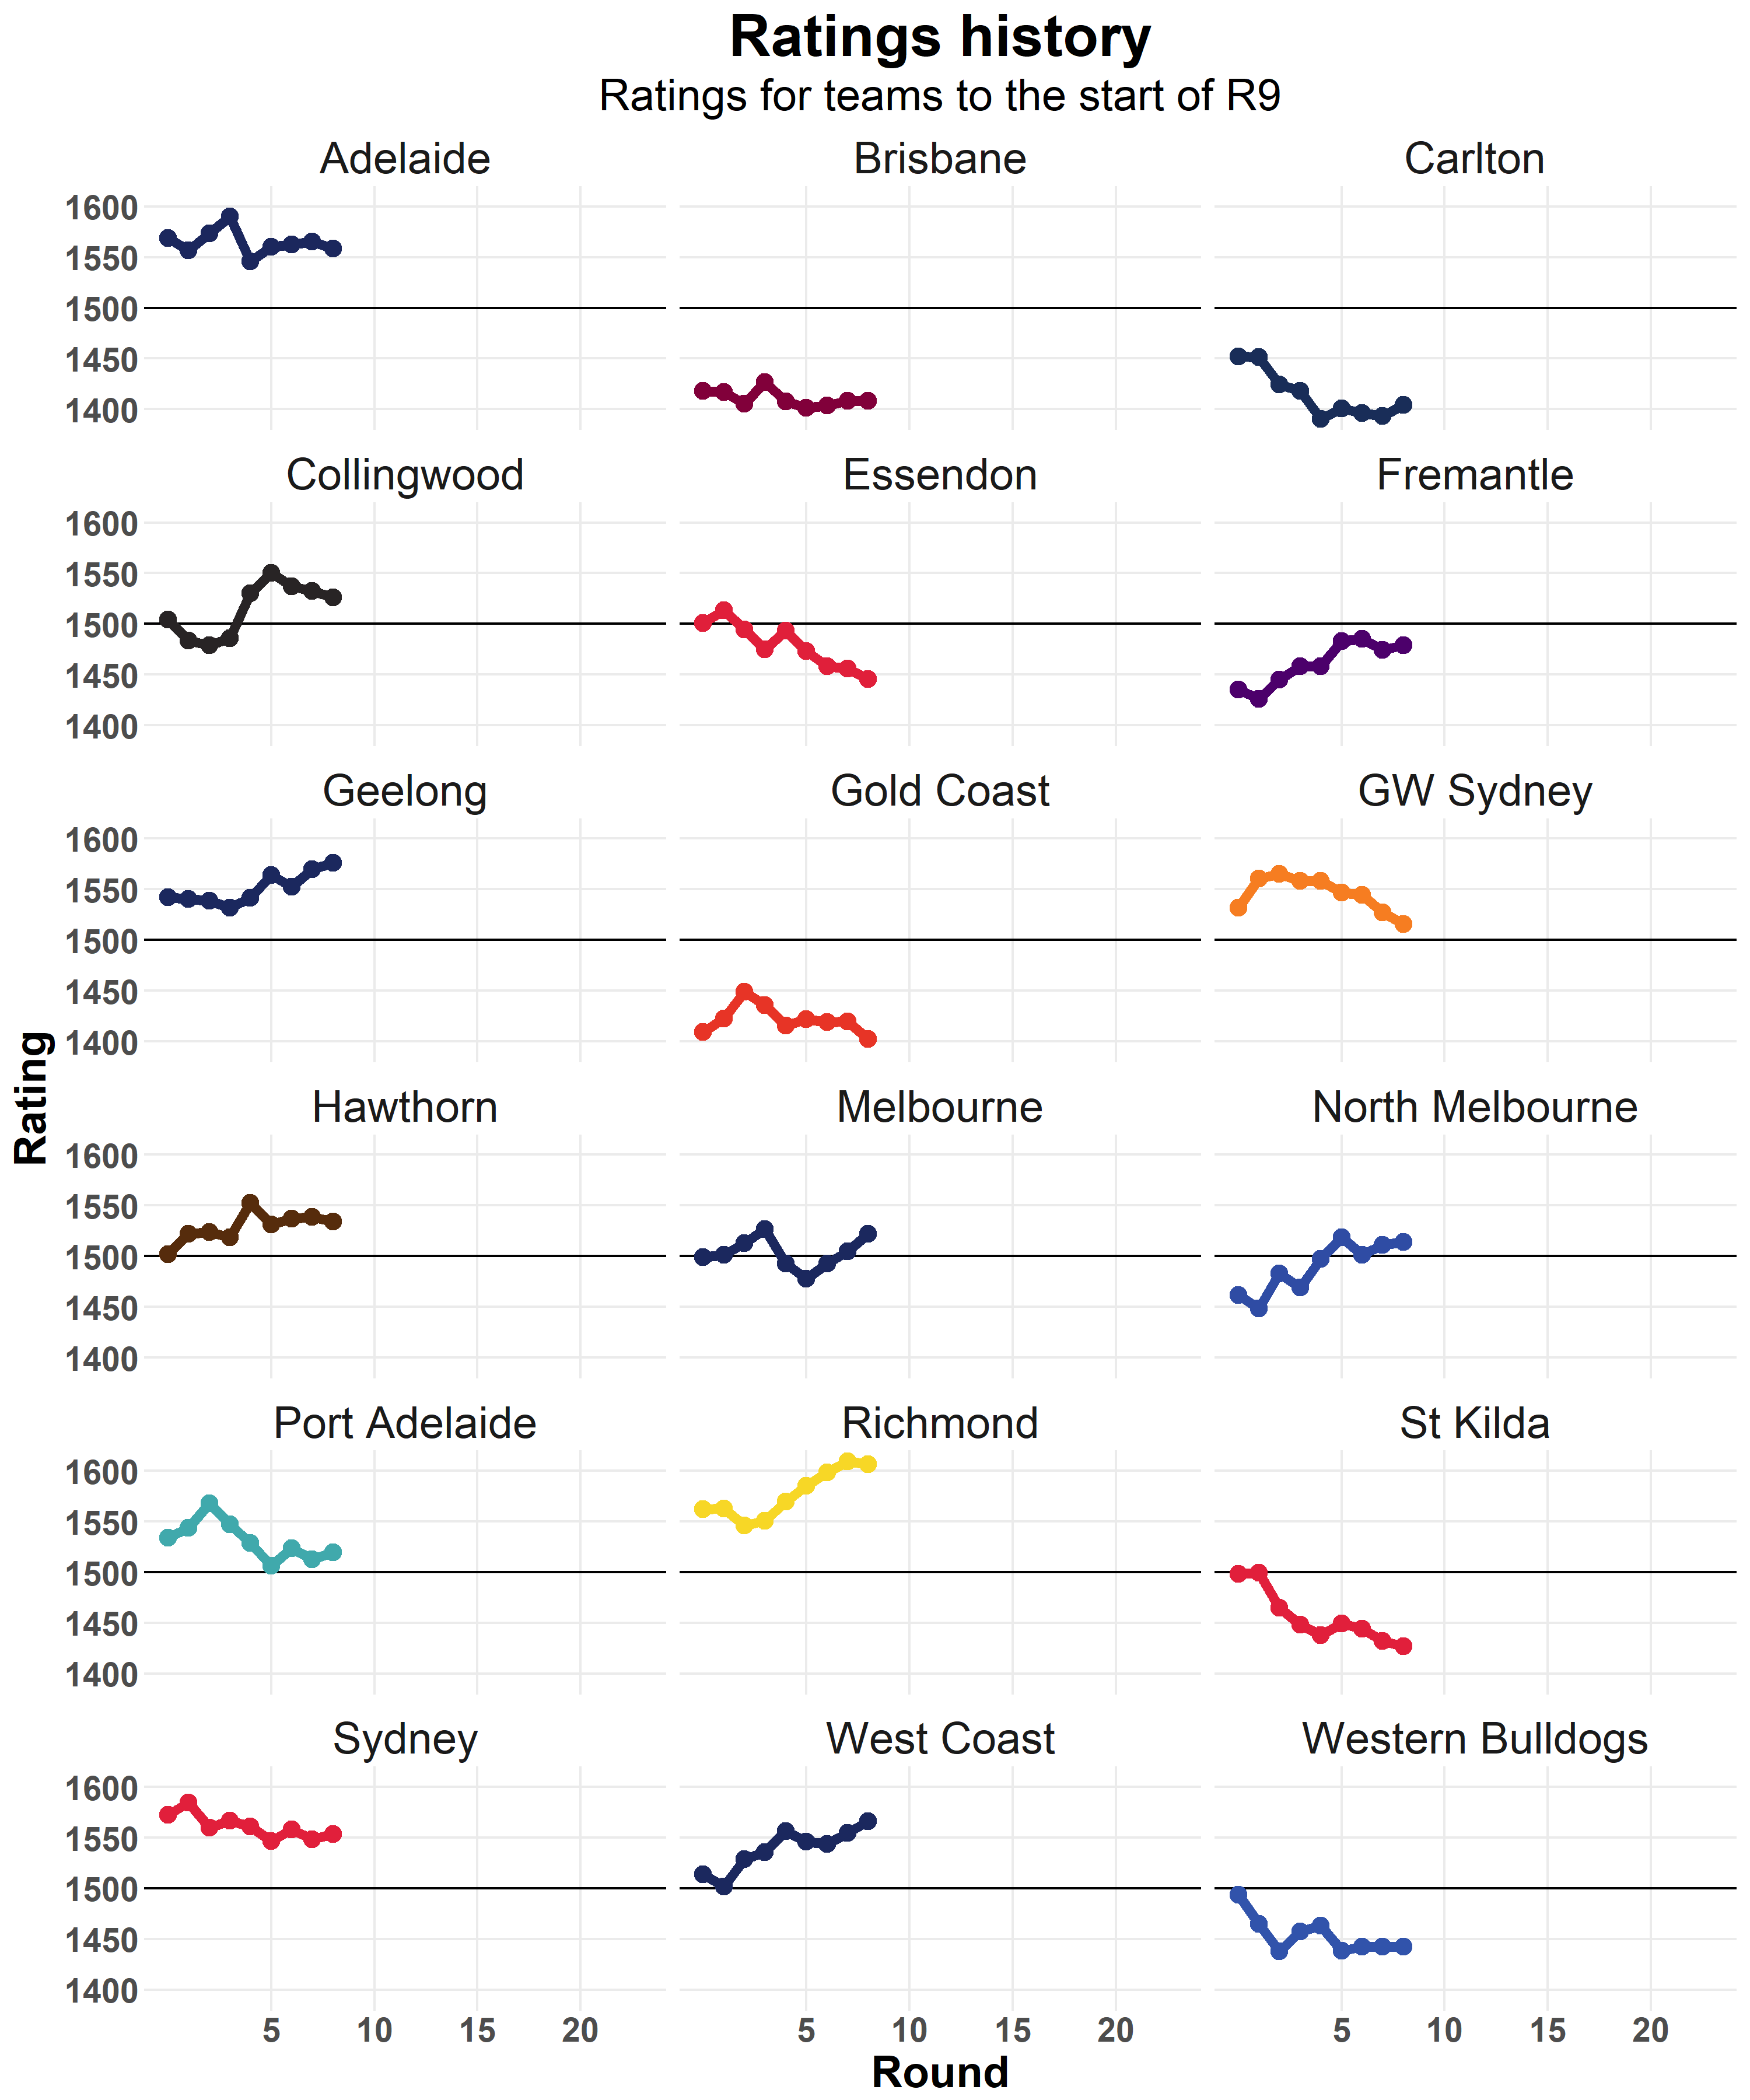 Ratings history
Ratings for teams to the start of R9
Adelaide
Brisbane
Carlton
1600
1550
1500
1450
1400
Collingwood
Essendon
Fremantle
1600
1550
1500
1450
1400
Geelong
Gold Coast
GW Sydney
1600
1550
1500
1450
1400
Rating
Hawthorn
Melbourne
North Melbourne
1600
1550
1500
1450
1400
Port Adelaide
Richmond
St Kilda
1600
1550
1500
1450
1400
Sydney
West Coast
Western Bulldogs
1600
1550
1500
1450
1400
5 10 15 20
5 10 15 20
5 10 15 20
Round